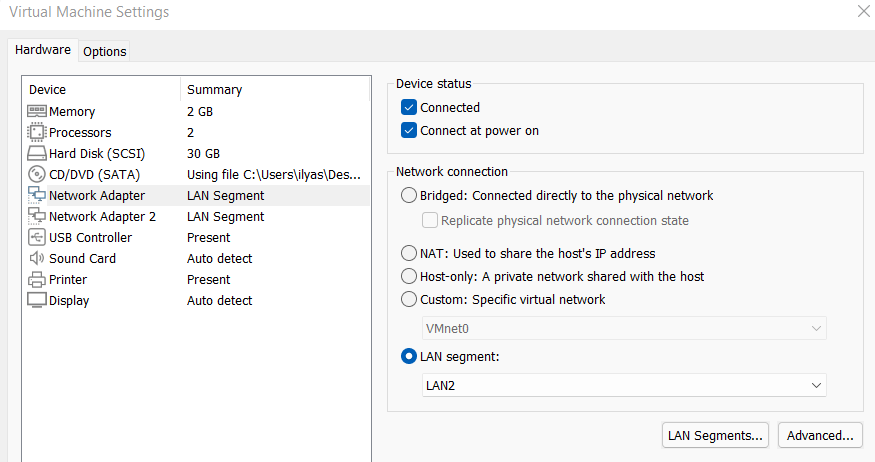 Virtual Machine Settings
Hardware Options
Device Summary
Memory 2 GB
Processors 2
Hard Disk (SCSI) 30 GB
CD/DVD (SATA) Using file C:\Users\ilyas\Des...
Network Adapter LAN Segment
Network Adapter 2 LAN Segment
USB Controller Present
Sound Card Auto detect
Printer Present
Display Auto detect
Device status
Connected
Connect at power on
Network connection
Bridged: Connected directly to the physical network
Replicate physical network connection state
NAT: Used to share the host's IP address
Host-only: A private network shared with the host
Custom: Specific virtual network
VMnet0
LAN segment:
LAN2
LAN Segments... Advanced...